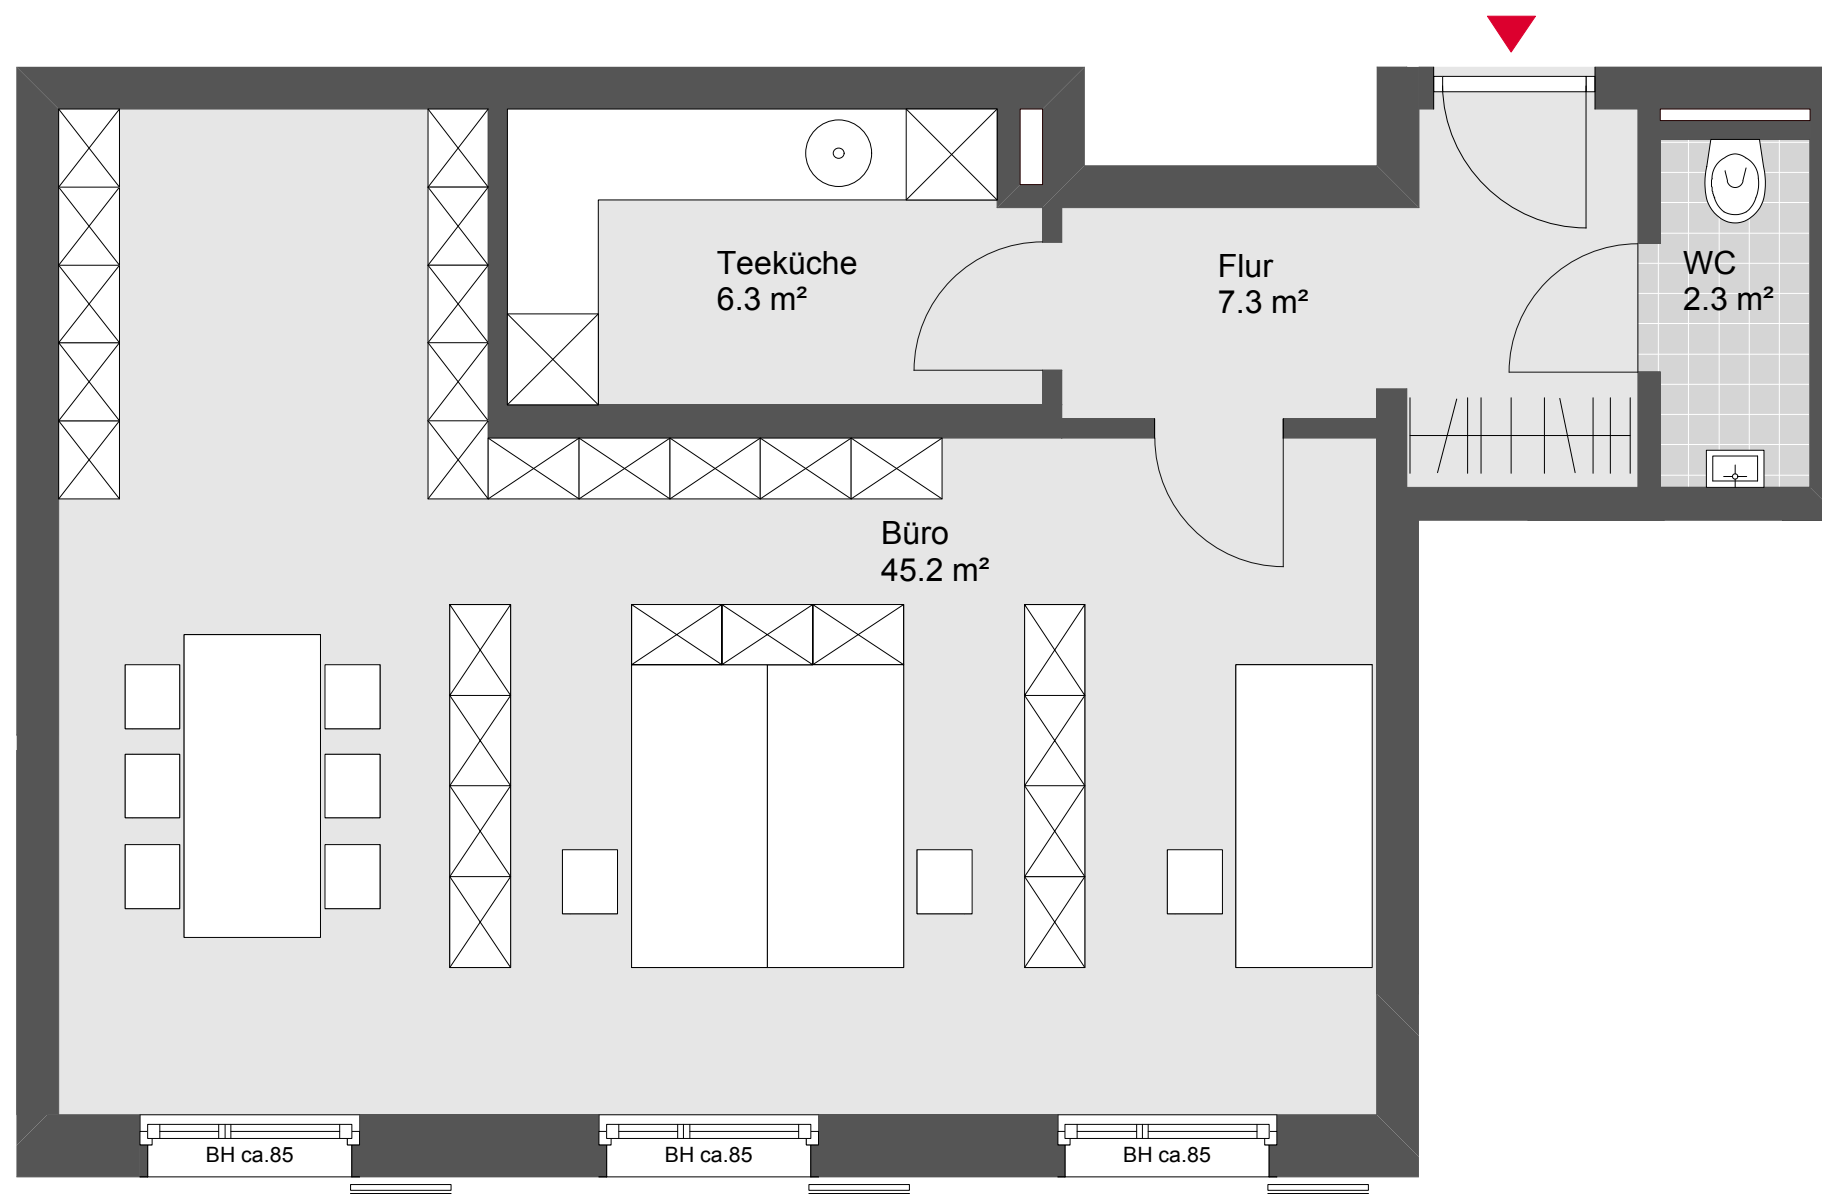 Teeküche
6.3 m²
Flur
7.3 m²
WC
2.3 m²
Büro
45.2 m²
BH ca.85
BH ca.85
BH ca.85